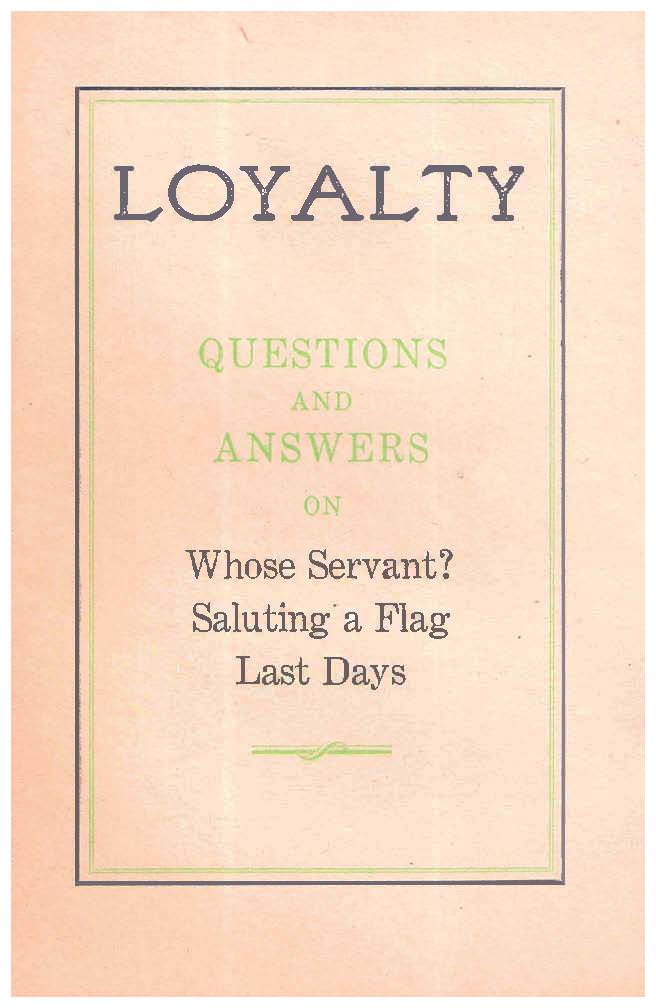 LOYALTY
QUESTIONS
AND
ANSWERS
ON
Whose Servant?
Saluting a Flag
Last Days